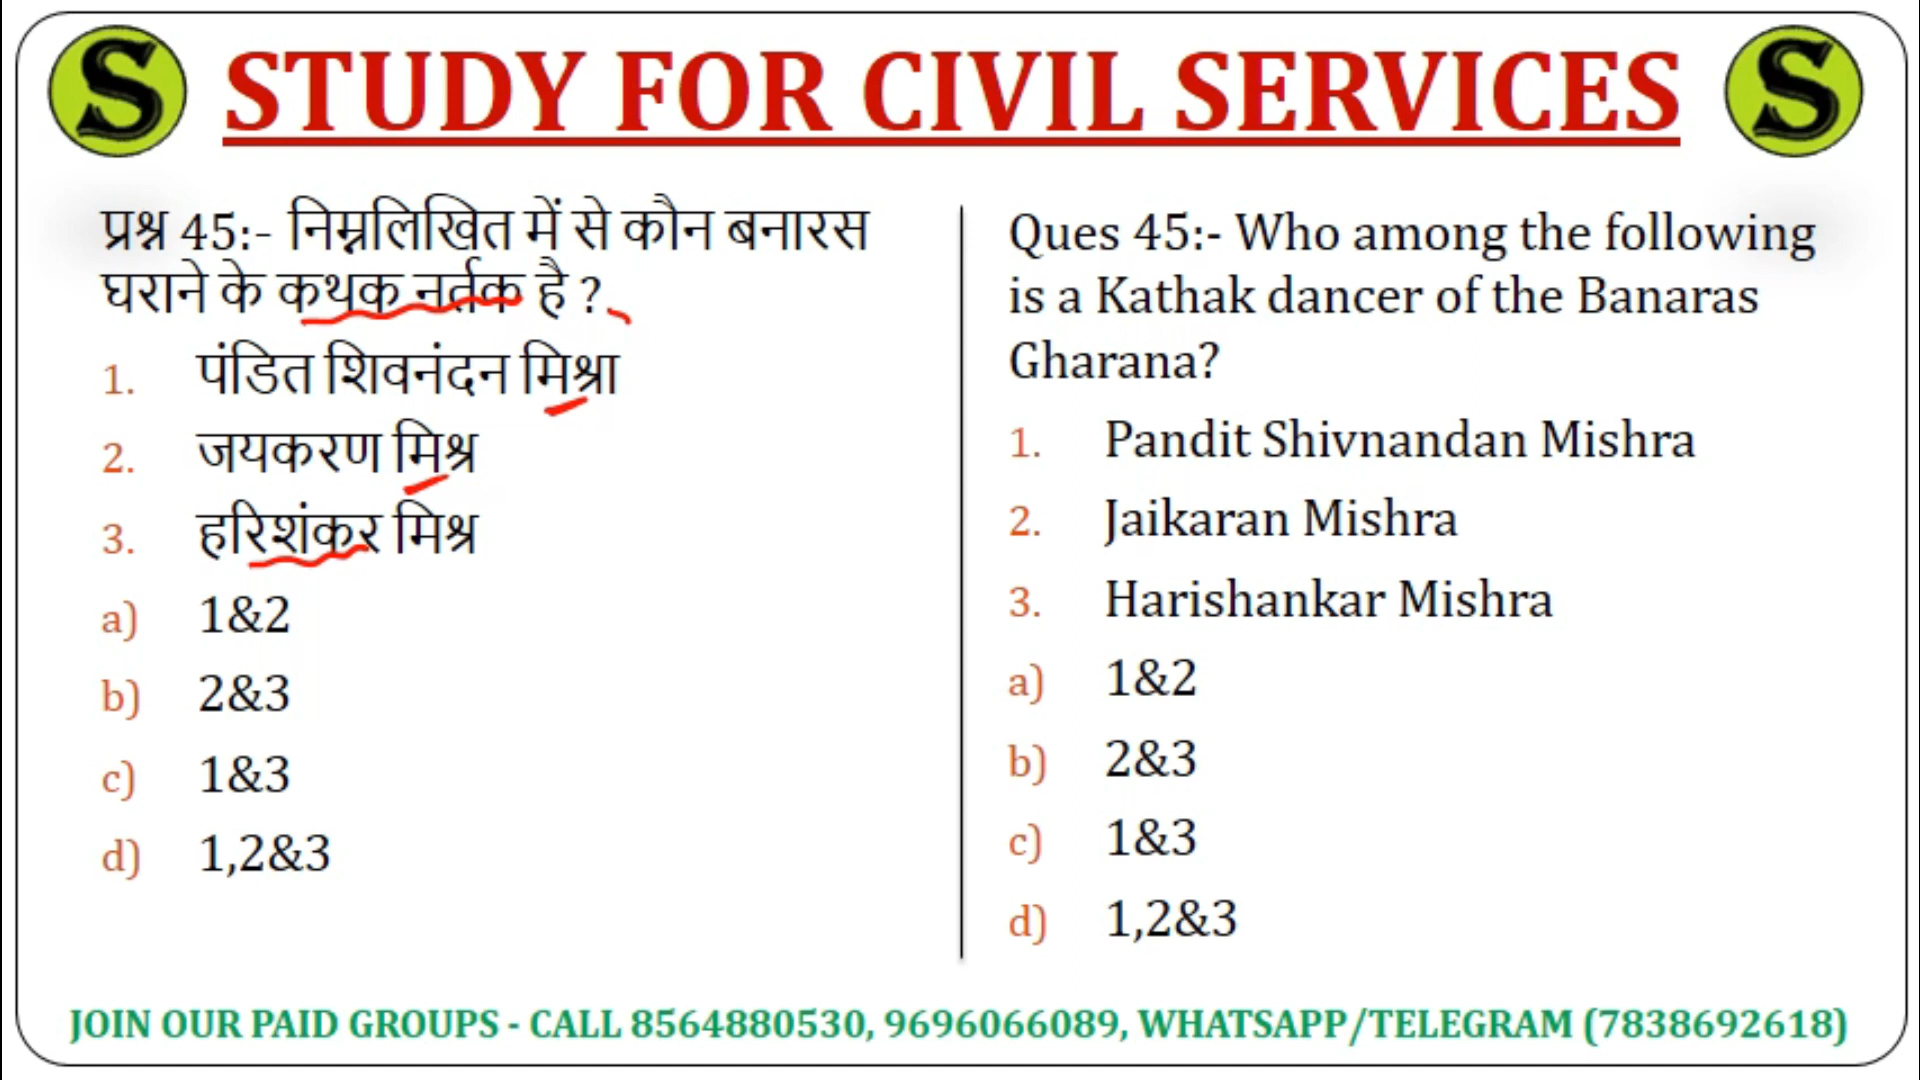 S STUDY FOR CIVIL SERVICES S
प्रश्न 45:- निम्नलिखित में से कौन बनारस
घराने के कथक नर्तक है ?
1. पंडित शिवनंदन मिश्रा
2. जयकरण मिश्र
3. हरिशंकर मिश्र
a) 1&2
b) 2&3
c) 1&3
d) 1,2&3
Ques 45:- Who among the following
is a Kathak dancer of the Banaras
Gharana?
1. Pandit Shivnandan Mishra
2. Jaikaran Mishra
3. Harishankar Mishra
a) 1&2
b) 2&3
c) 1&3
d) 1,2&3
JOIN OUR PAID GROUPS - CALL 8564880530, 9696066089, WHATSAPP/TELEGRAM (7838692618)